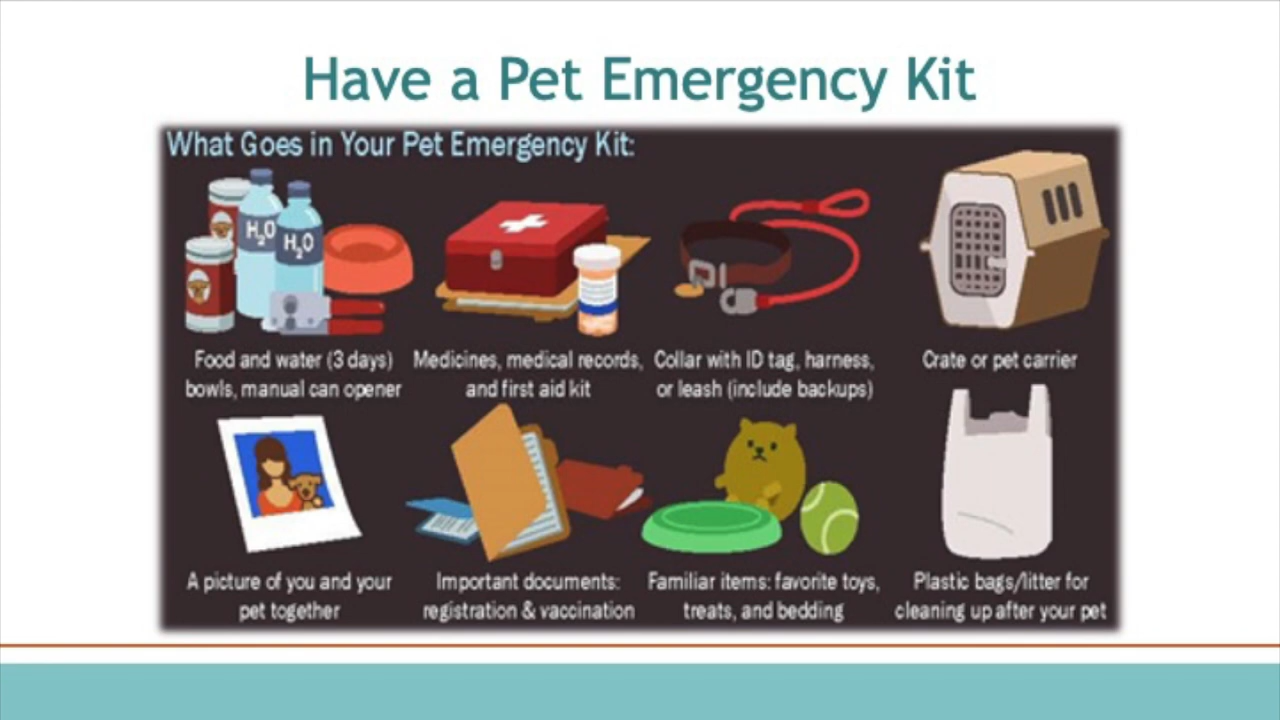 Have a Pet Emergency Kit
What Goes in Your Pet Emergency Kit:
H₂O
H₂O
Food and water (3 days)
bowls, manual can opener
Medicines, medical records,
and first aid kit
Collar with ID tag, harness,
or leash (include backups)
Crate or pet carrier
A picture of you and your
pet together
Important documents:
registration & vaccination
Familiar items: favorite toys,
treats, and bedding
Plastic bags/litter for
cleaning up after your pet